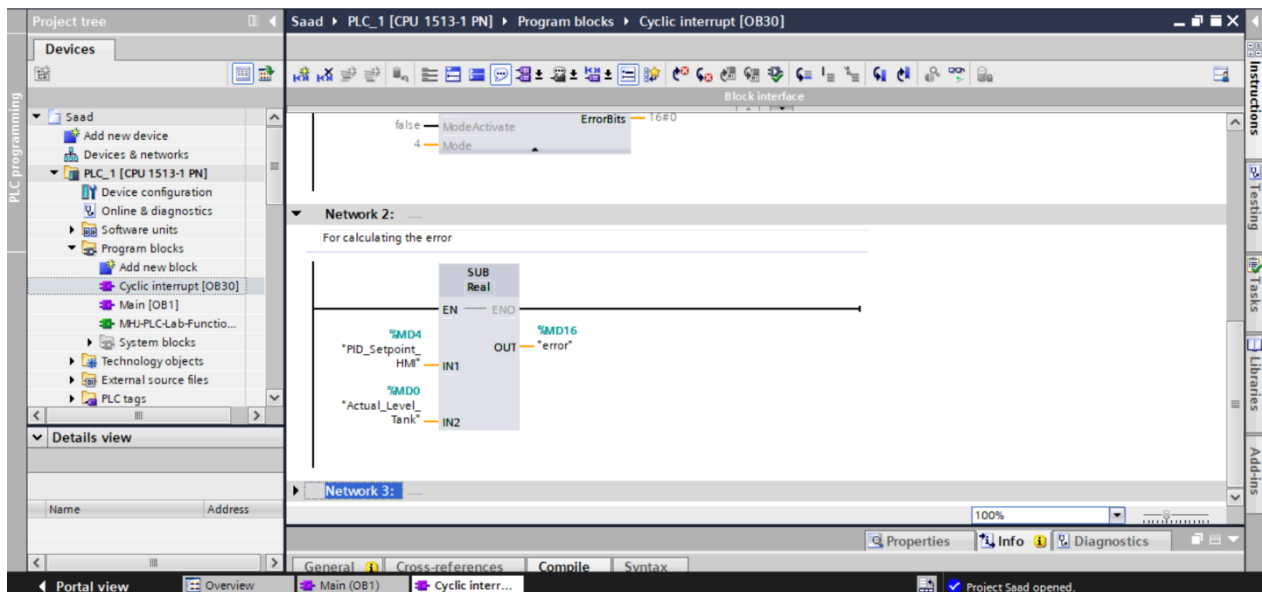 Project tree
Saad ▸ PLC_1 [CPU 1513-1 PN] ▸ Program blocks ▸ Cyclic interrupt [OB30]
Devices
PLC programming
Saad
Add new device
Devices & networks
PLC_1 [CPU 1513-1 PN]
Device configuration
Online & diagnostics
Software units
Program blocks
Add new block
Cyclic interrupt [OB30]
Main [OB1]
MHJ-PLC-Lab-Functio...
System blocks
Technology objects
External source files
PLC tags
Details view
Name Address
Block interface
false ModeActivate ErrorBits 16#0
4 Mode
Network 2: .....
For calculating the error
SUB
Real
EN ENO
%MD4 %MD16
"PID_Setpoint_ OUT "error"
HMI" IN1
%MD0
"Actual_Level_
Tank" IN2
Network 3: .....
100%
Properties Info Diagnostics
General Cross-references Compile Syntax
Instructions
Testing
Tasks
Libraries
Add-ins
Portal view Overview Main (OB1) Cyclic interr... Project Saad opened.